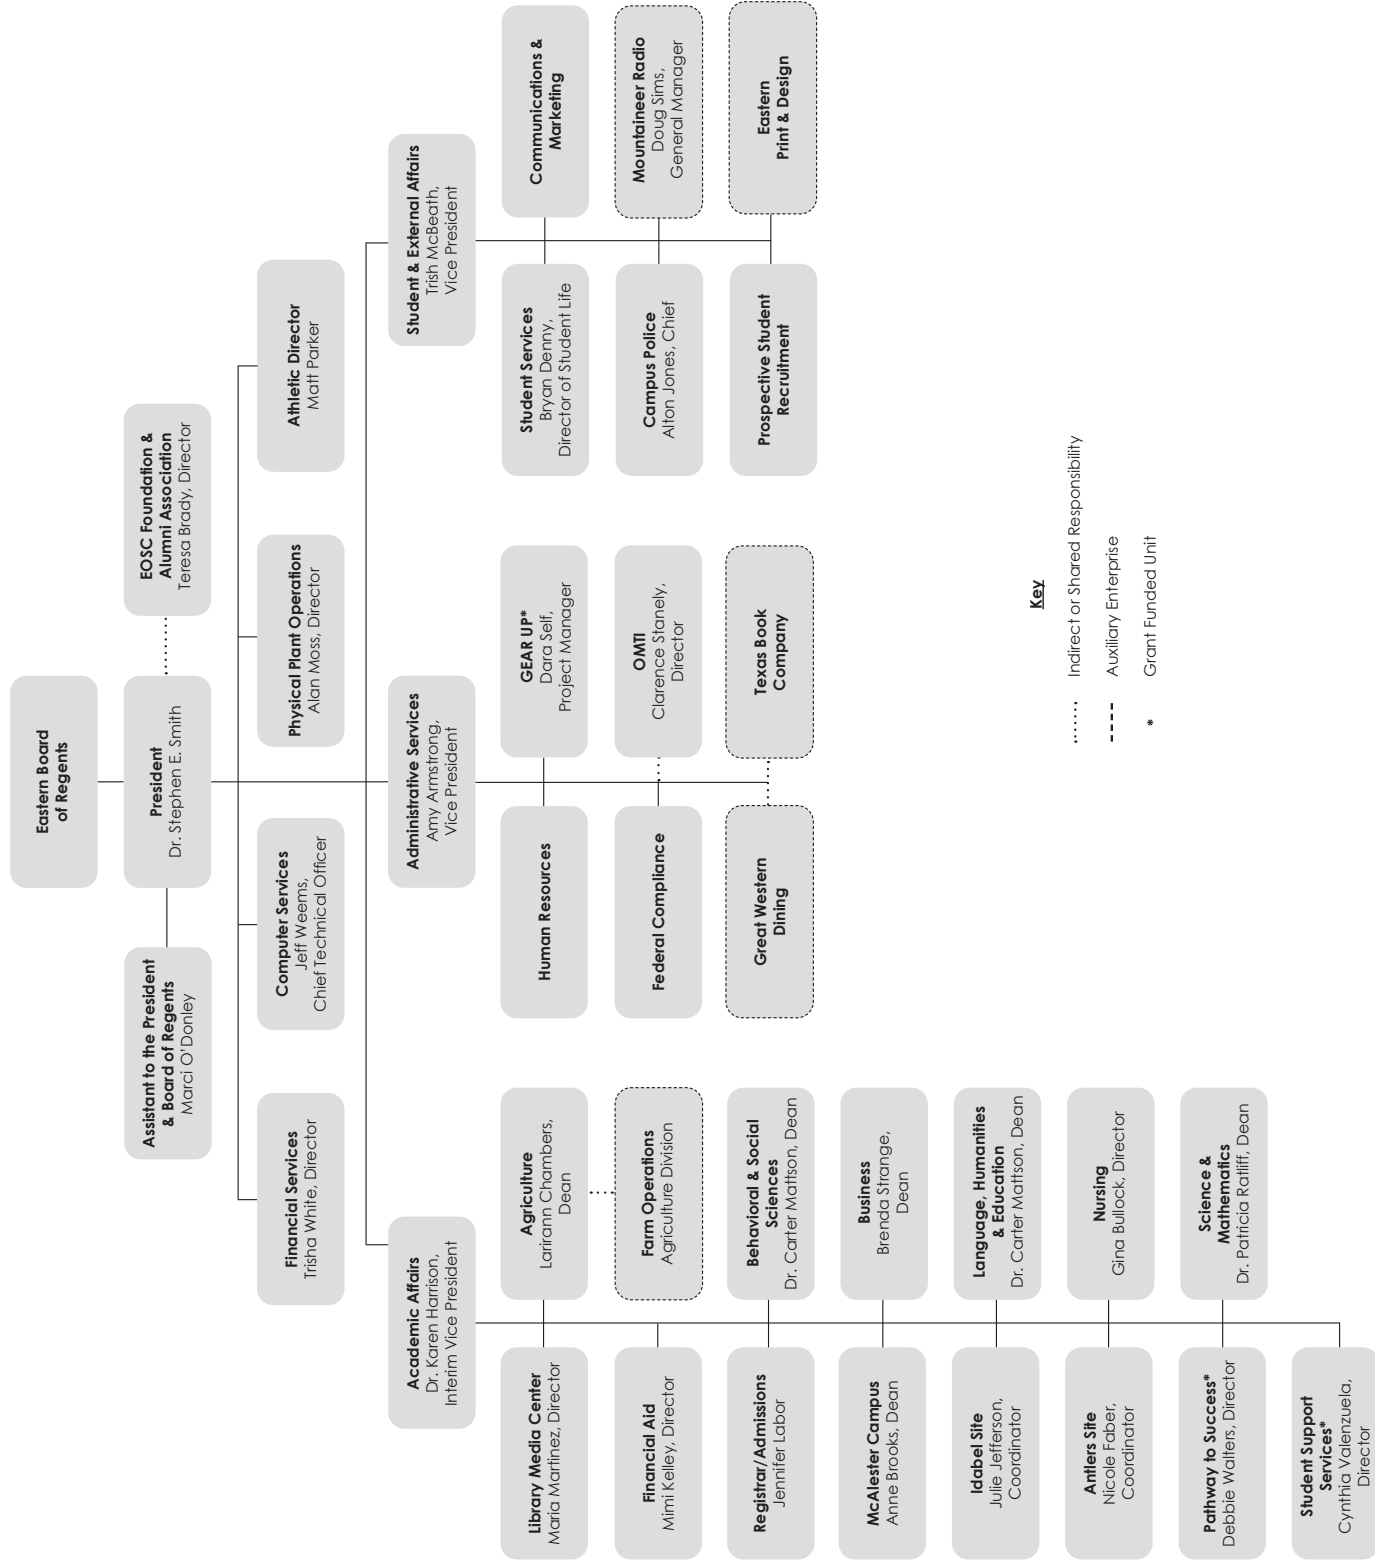 Eastern Board
of Regents
Assistant to the President
& Board of Regents
Marci O'Donley
President
Dr. Stephen E. Smith
EOSC Foundation &
Alumni Association
Teresa Brady, Director
Financial Services
Trisha White, Director
Computer Services
Jeff Weems,
Chief Technical Officer
Physical Plant Operations
Alan Moss, Director
Athletic Director
Matt Parker
Academic Affairs
Dr. Karen Harrison,
Interim Vice President
Administrative Services
Amy Armstrong,
Vice President
Student & External Affairs
Trish McBeath,
Vice President
Library Media Center
Maria Martinez, Director
Agriculture
Larirann Chambers,
Dean
Financial Aid
Mimi Kelley, Director
Farm Operations
Agriculture Division
Registrar/Admissions
Jennifer Labor
Behavioral & Social
Sciences
Dr. Carter Mattson, Dean
McAlester Campus
Anne Brooks, Dean
Business
Brenda Strange,
Dean
Idabel Site
Julie Jefferson,
Coordinator
Language, Humanities
& Education
Dr. Carter Mattson, Dean
Antlers Site
Nicole Faber,
Coordinator
Nursing
Gina Bullock, Director
Pathway to Success*
Debbie Walters, Director
Science &
Mathematics
Dr. Patricia Ratliff, Dean
Student Support
Services*
Cynthia Valenzuela,
Director
Human Resources
GEAR UP*
Dara Self,
Project Manager
Federal Compliance
OMTI
Clarence Stanely,
Director
Great Western
Dining
Texas Book
Company
Student Services
Bryan Denny,
Director of Student Life
Communications &
Marketing
Campus Police
Alton Jones, Chief
Mountaineer Radio
Doug Sims,
General Manager
Prospective Student
Recruitment
Eastern
Print & Design
Key
Indirect or Shared Responsibility
Auxiliary Enterprise
* Grant Funded Unit